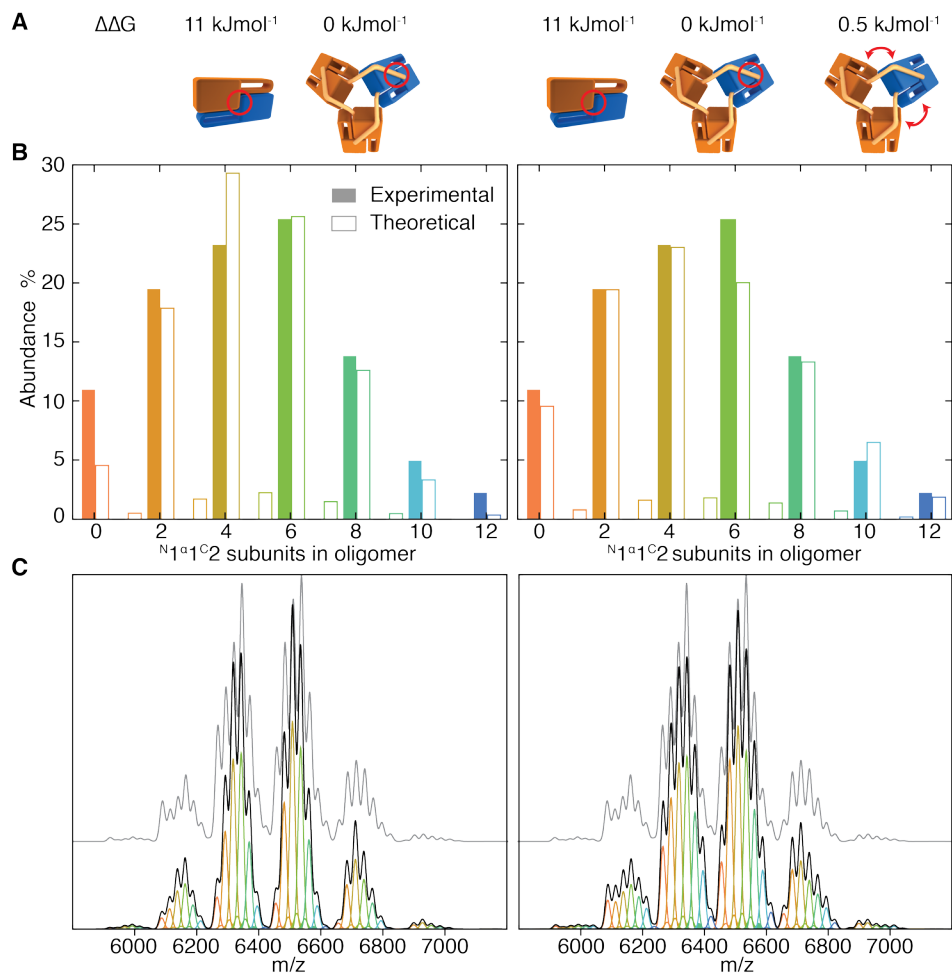 A
ΔΔG 11 kJmol⁻¹ 0 kJmol⁻¹ 11 kJmol⁻¹ 0 kJmol⁻¹ 0.5 kJmol⁻¹
B
30
25
20
15
10
5
0
Abundance %
Experimental
Theoretical
0 2 4 6 8 10 12
ᴺ1ᵅ1ᶜ2 subunits in oligomer
0 2 4 6 8 10 12
ᴺ1ᵅ1ᶜ2 subunits in oligomer
C
6000 6200 6400 6600 6800 7000
m/z
6000 6200 6400 6600 6800 7000
m/z